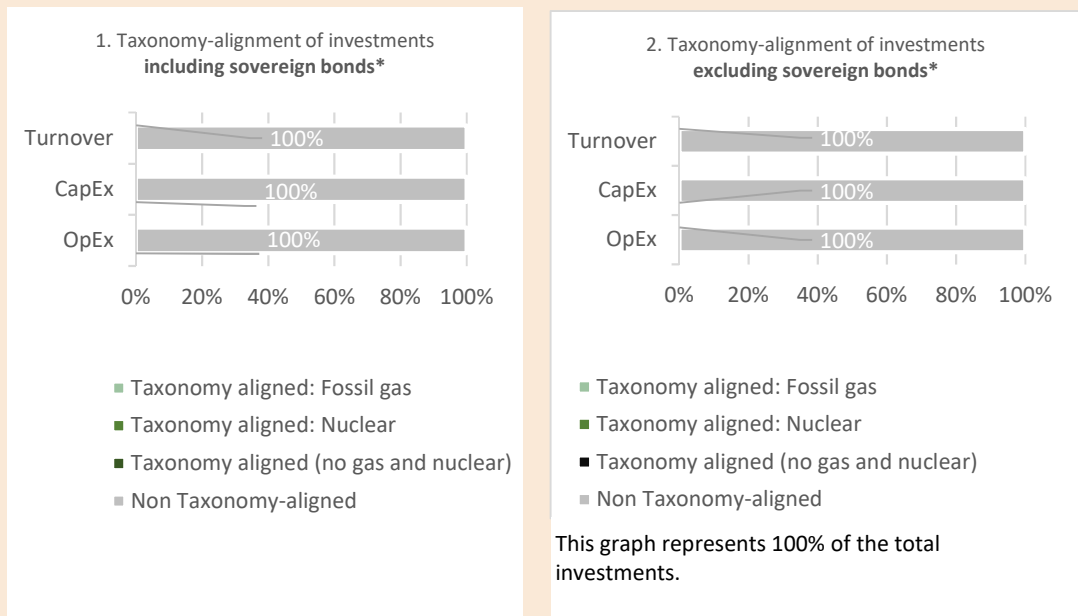 1. Taxonomy-alignment of investments
including sovereign bonds*
Turnover
100%
CapEx
100%
OpEx
100%
0% 20% 40% 60% 80% 100%
Taxonomy aligned: Fossil gas
Taxonomy aligned: Nuclear
Taxonomy aligned (no gas and nuclear)
Non Taxonomy-aligned
2. Taxonomy-alignment of investments
excluding sovereign bonds*
Turnover
100%
CapEx
100%
OpEx
100%
0% 20% 40% 60% 80% 100%
Taxonomy aligned: Fossil gas
Taxonomy aligned: Nuclear
Taxonomy aligned (no gas and nuclear)
Non Taxonomy-aligned
This graph represents 100% of the total
investments.